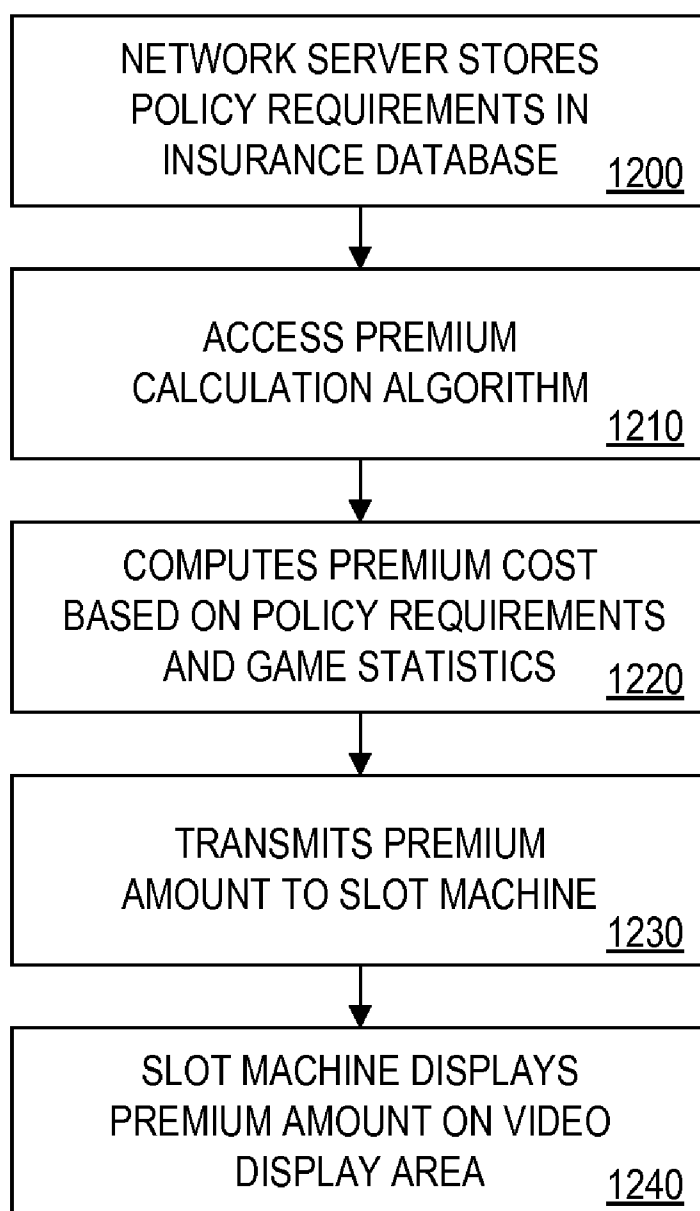 NETWORK SERVER STORES
POLICY REQUIREMENTS IN
INSURANCE DATABASE
1200
ACCESS PREMIUM
CALCULATION ALGORITHM
1210
COMPUTES PREMIUM COST
BASED ON POLICY REQUIREMENTS
AND GAME STATISTICS
1220
TRANSMITS PREMIUM
AMOUNT TO SLOT MACHINE
1230
SLOT MACHINE DISPLAYS
PREMIUM AMOUNT ON VIDEO
DISPLAY AREA
1240